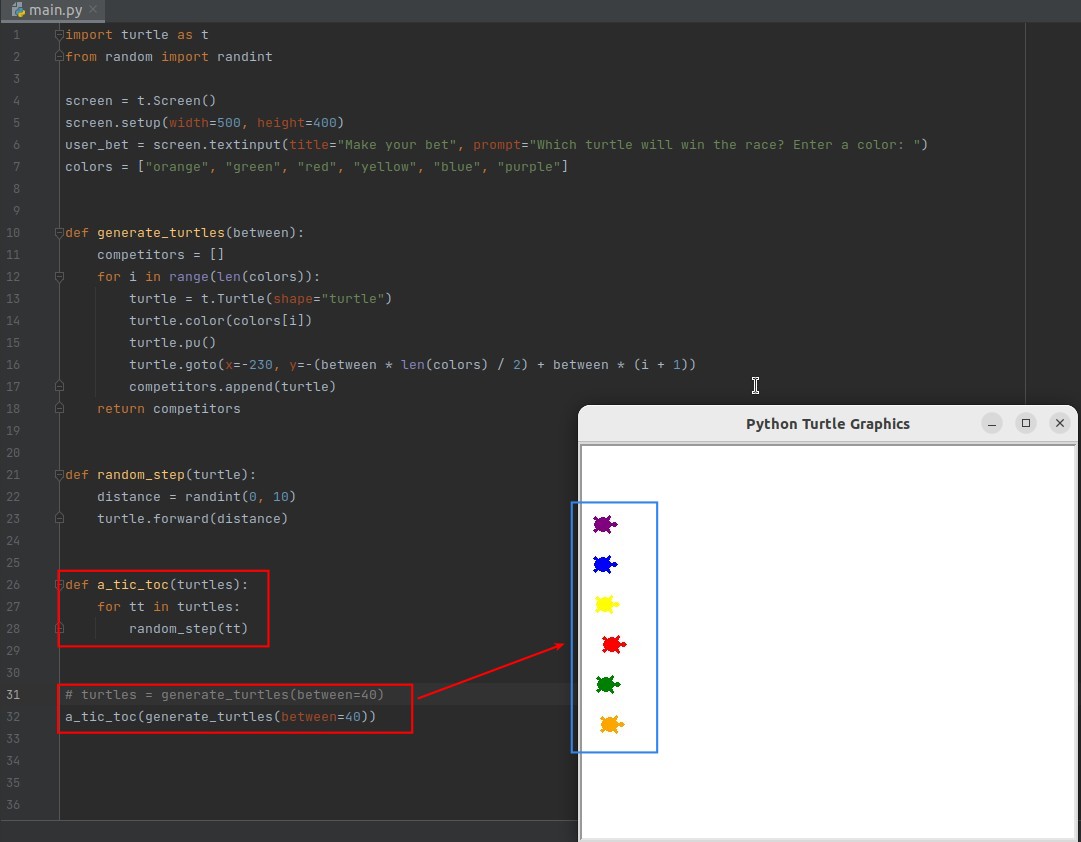 main.py
1 import turtle as t
2 from random import randint
3
4 screen = t.Screen()
5 screen.setup(width=500, height=400)
6 user_bet = screen.textinput(title="Make your bet", prompt="Which turtle will win the race? Enter a color: ")
7 colors = ["orange", "green", "red", "yellow", "blue", "purple"]
8
9
10 def generate_turtles(between):
11     competitors = []
12     for i in range(len(colors)):
13         turtle = t.Turtle(shape="turtle")
14         turtle.color(colors[i])
15         turtle.pu()
16         turtle.goto(x=-230, y=-(between * len(colors) / 2) + between * (i + 1))
17         competitors.append(turtle)
18     return competitors
19
20
21 def random_step(turtle):
22     distance = randint(0, 10)
23     turtle.forward(distance)
24
25
26 def a_tic_toc(turtles):
27     for tt in turtles:
28         random_step(tt)
29
30
31 # turtles = generate_turtles(between=40)
32 a_tic_toc(generate_turtles(between=40))
33
34
35
36
Python Turtle Graphics